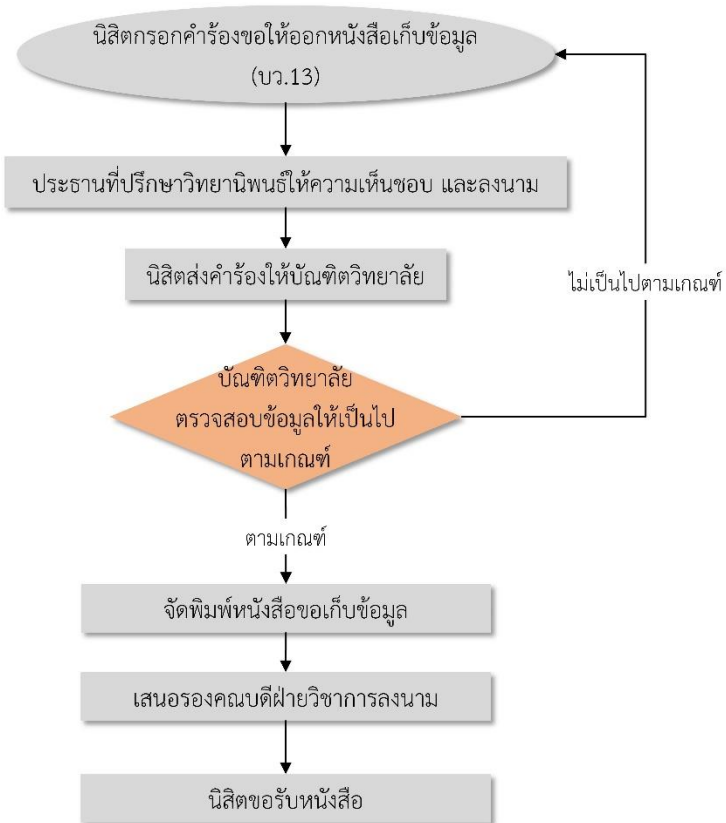 นิสิตกรอกคำร้องขอให้ออกหนังสือเก็บข้อมูล
(บว.13)
ประธานที่ปรึกษาวิทยานิพนธ์ให้ความเห็นชอบ และลงนาม
นิสิตส่งคำร้องให้บัณฑิตวิทยาลัย
ไม่เป็นไปตามเกณฑ์
บัณฑิตวิทยาลัย
ตรวจสอบข้อมูลให้เป็นไป
ตามเกณฑ์
ตามเกณฑ์
จัดพิมพ์หนังสือขอเก็บข้อมูล
เสนอรองคณบดีฝ่ายวิชาการลงนาม
นิสิตขอรับหนังสือ